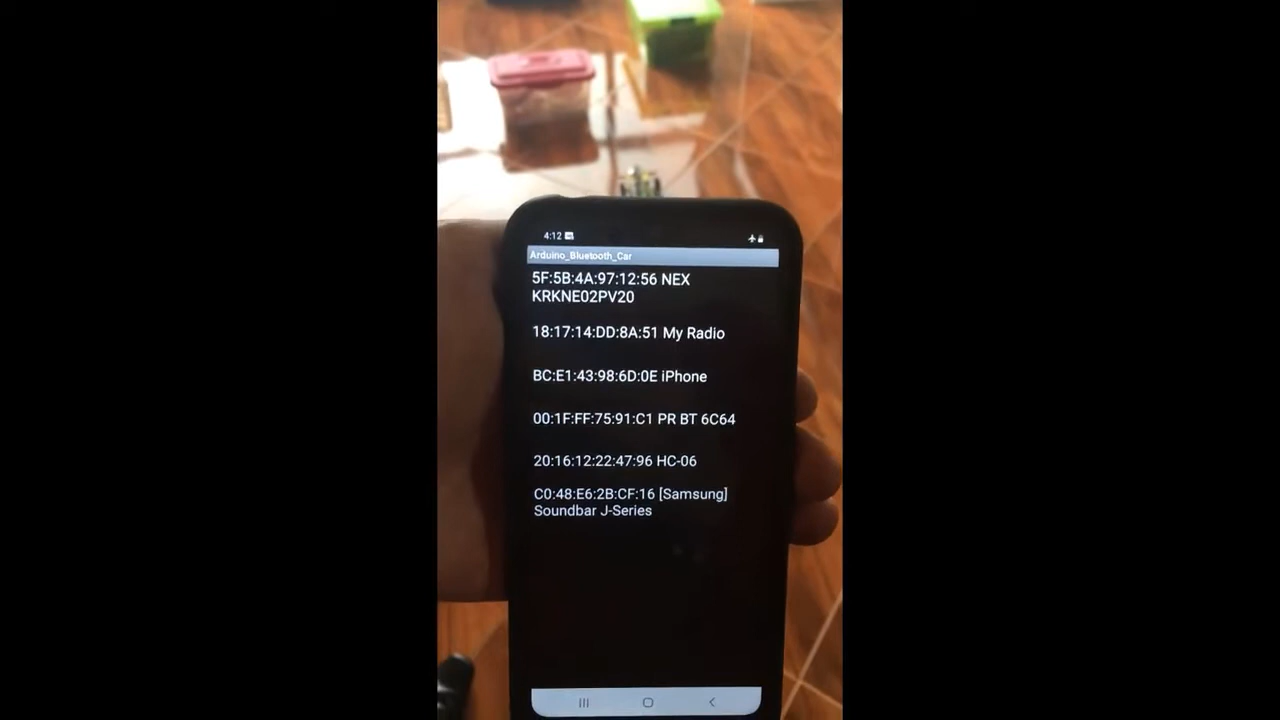 4:12
Arduino_Bluetooth_Car
5F:5B:4A:97:12:56 NEX
KRKNE02PV20
18:17:14:DD:8A:51 My Radio
BC:E1:43:98:6D:0E iPhone
00:1F:FF:75:91:C1 PR BT 6C64
20:16:12:22:47:96 HC-06
C0:48:E6:2B:CF:16 [Samsung]
Soundbar J-Series